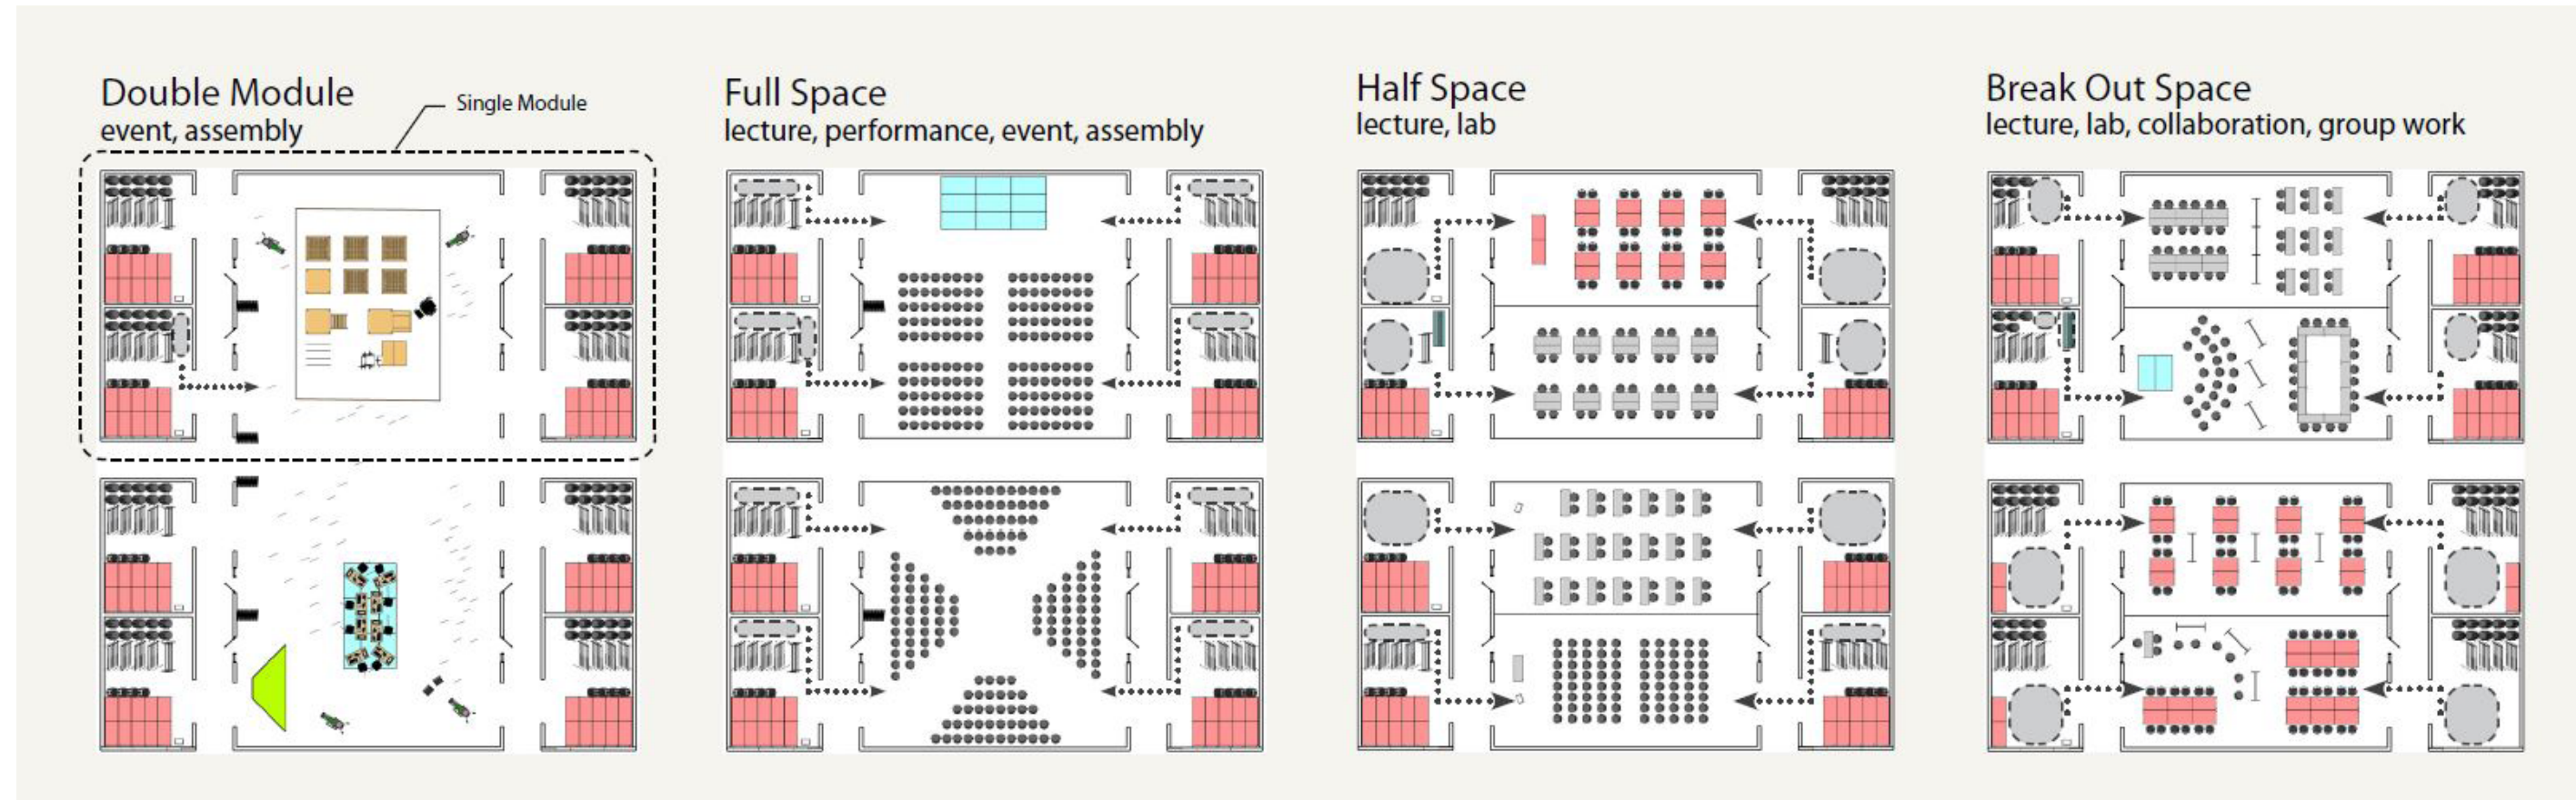 Double Module
event, assembly
Single Module
Full Space
lecture, performance, event, assembly
Half Space
lecture, lab
Break Out Space
lecture, lab, collaboration, group work